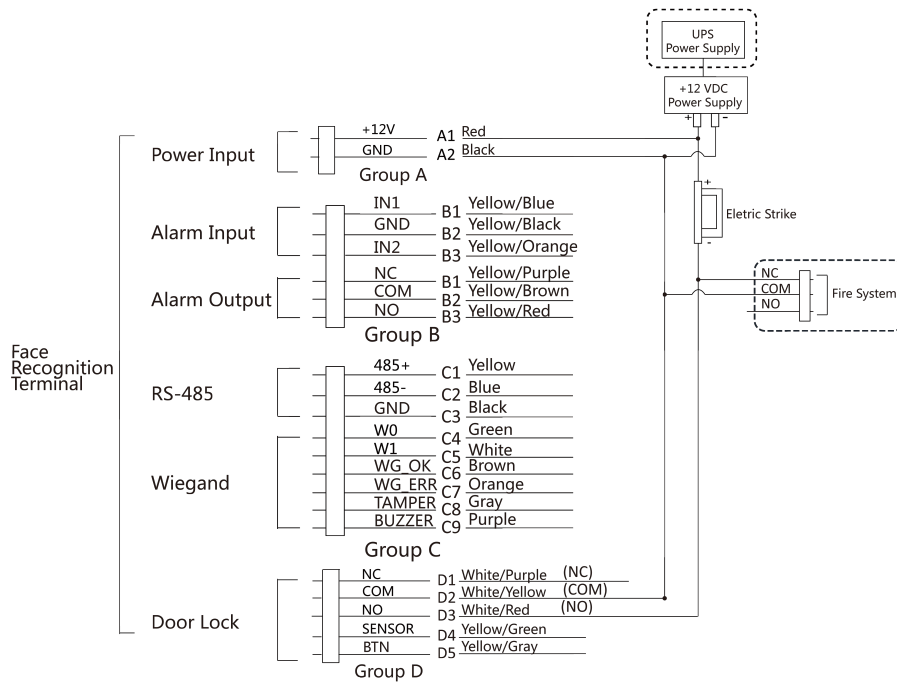 UPS
Power Supply
+12 VDC
Power Supply
+ -
Power Input
+12V A1 Red
GND A2 Black
Group A
+
Eletric Strike
-
Alarm Input
IN1 B1 Yellow/Blue
GND B2 Yellow/Black
IN2 B3 Yellow/Orange
Alarm Output
NC B1 Yellow/Purple
COM B2 Yellow/Brown
NO B3 Yellow/Red
Group B
NC
COM
NO
Fire System
Face
Recognition
Terminal
RS-485
485+ C1 Yellow
485- C2 Blue
GND C3 Black
Wiegand
W0 C4 Green
W1 C5 White
WG_OK C6 Brown
WG_ERR C7 Orange
TAMPER C8 Gray
BUZZER C9 Purple
Group C
Door Lock
NC D1 White/Purple (NC)
COM D2 White/Yellow (COM)
NO D3 White/Red (NO)
SENSOR D4 Yellow/Green
BTN D5 Yellow/Gray
Group D